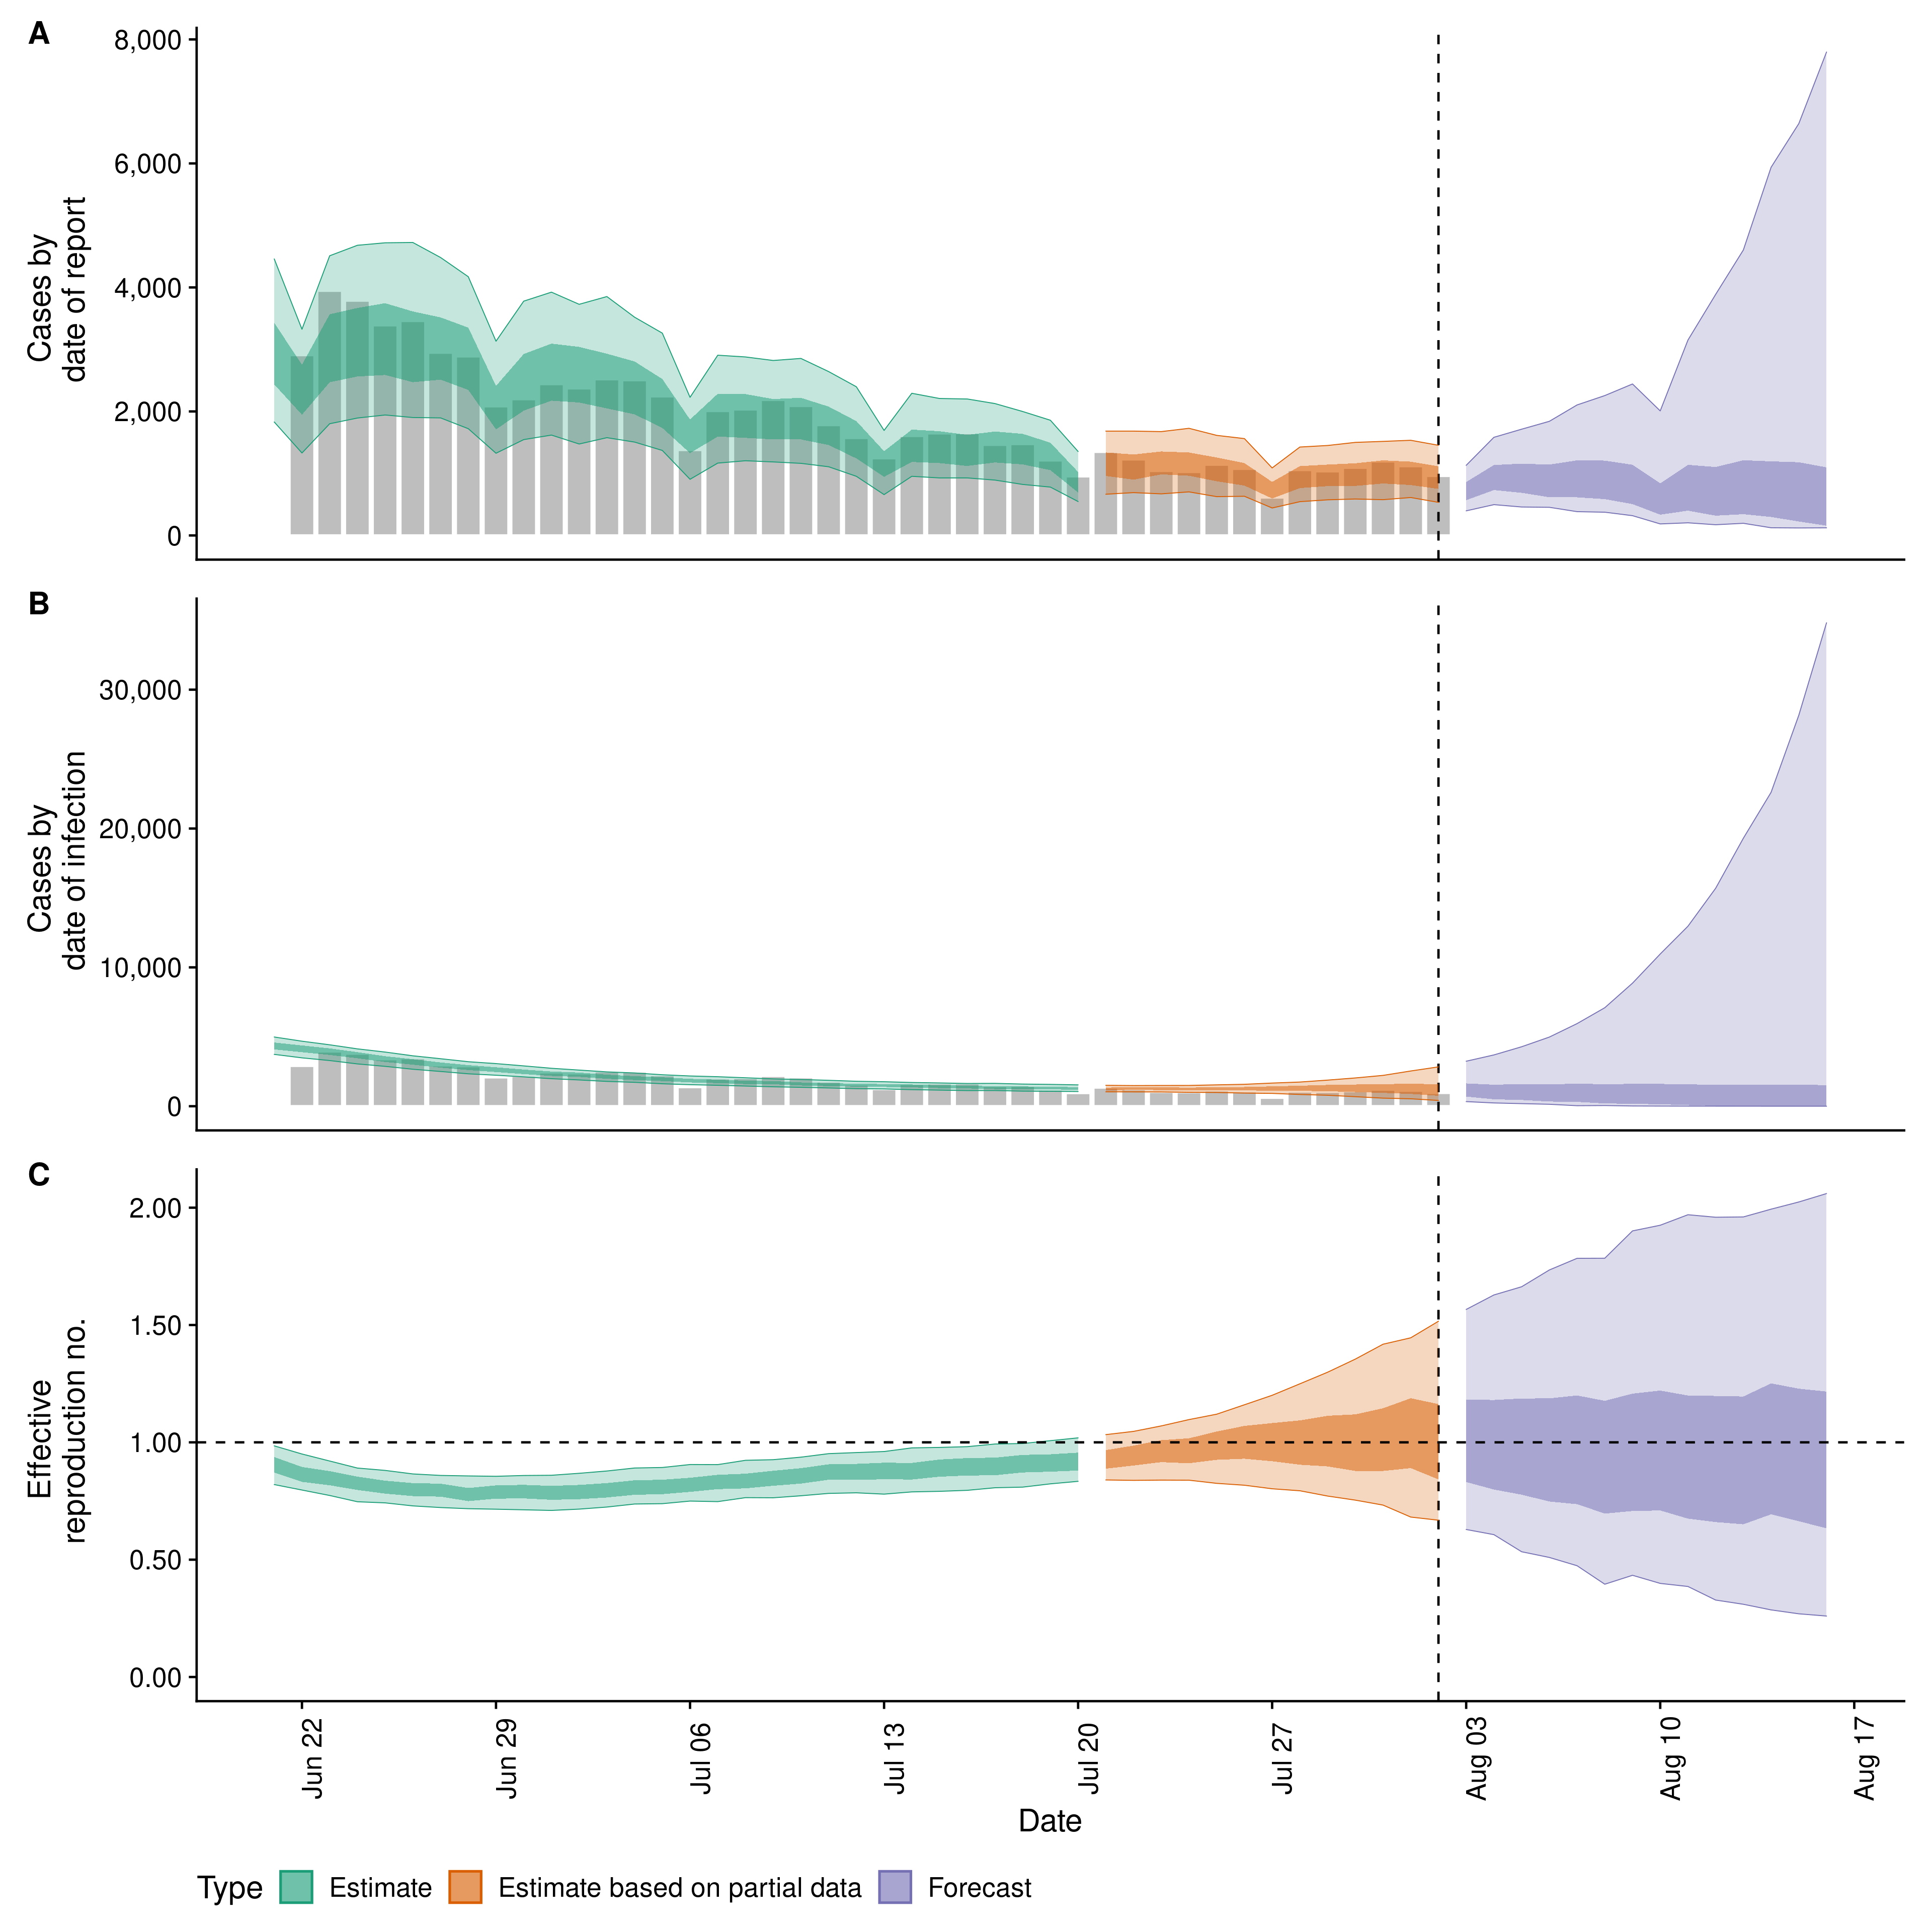 A
8,000
6,000
4,000
2,000
0
Cases by
date of report
B
30,000
20,000
10,000
0
Cases by
date of infection
C
2.00
1.50
1.00
0.50
0.00
Effective
reproduction no.
Jun 22
Jun 29
Jul 06
Jul 13
Jul 20
Jul 27
Aug 03
Aug 10
Aug 17
Date
Type Estimate Estimate based on partial data Forecast